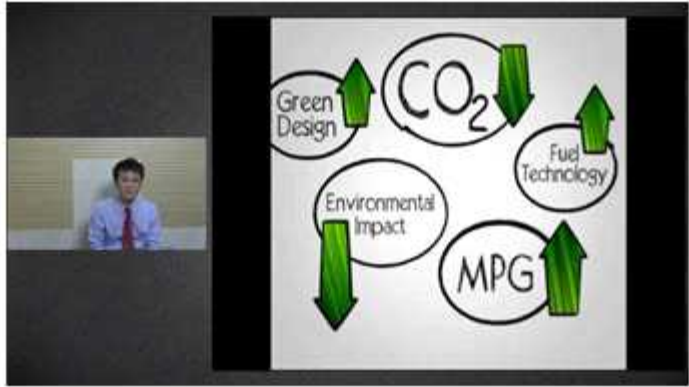 Green
Design
CO₂
Fuel
Technology
Environmental
Impact
MPG